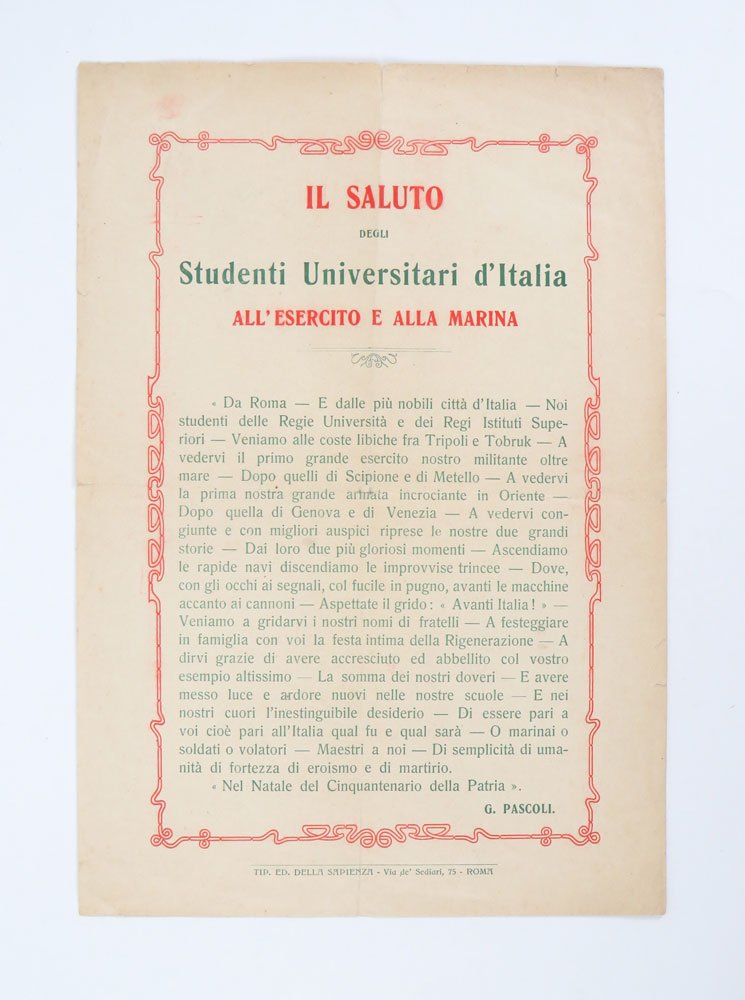 IL SALUTO
DEGLI
Studenti Universitari d'Italia
ALL'ESERCITO E ALLA MARINA
« Da Roma — E dalle più nobili città d'Italia — Noi
studenti delle Regie Università e dei Regi Istituti Supe-
riori — Veniamo alle coste libiche fra Tripoli e Tobruk — A
vedervi il primo grande esercito nostro militante oltre
mare — Dopo quelli di Scipione e di Metello — A vedervi
la prima nostra grande armata incrociante in Oriente —
Dopo quella di Genova e di Venezia — A vedervi con-
giunte e con migliori auspici riprese le nostre due grandi
storie — Dai loro due più gloriosi momenti — Ascendiamo
le rapide navi discendiamo le improvvise trincee — Dove,
con gli occhi ai segnali, col fucile in pugno, avanti le macchine
accanto ai cannoni — Aspettate il grido: « Avanti Italia! » —
Veniamo a gridarvi i nostri nomi di fratelli — A festeggiare
in famiglia con voi la festa intima della Rigenerazione — A
dirvi grazie di avere accresciuto ed abbellito col vostro
esempio altissimo — La somma dei nostri doveri — E avere
messo luce e ardore nuovi nelle nostre scuole — E nei
nostri cuori l'inestinguibile desiderio — Di essere pari a
voi cioè pari all'Italia qual fu e qual sarà — O marinai o
soldati o volatori — Maestri a noi — Di semplicità di uma-
nità di fortezza di eroismo e di martirio.
« Nel Natale del Cinquantenario della Patria ».
G. PASCOLI.
TIP. ED. DELLA SAPIENZA - Via de' Sediari, 75 - ROMA